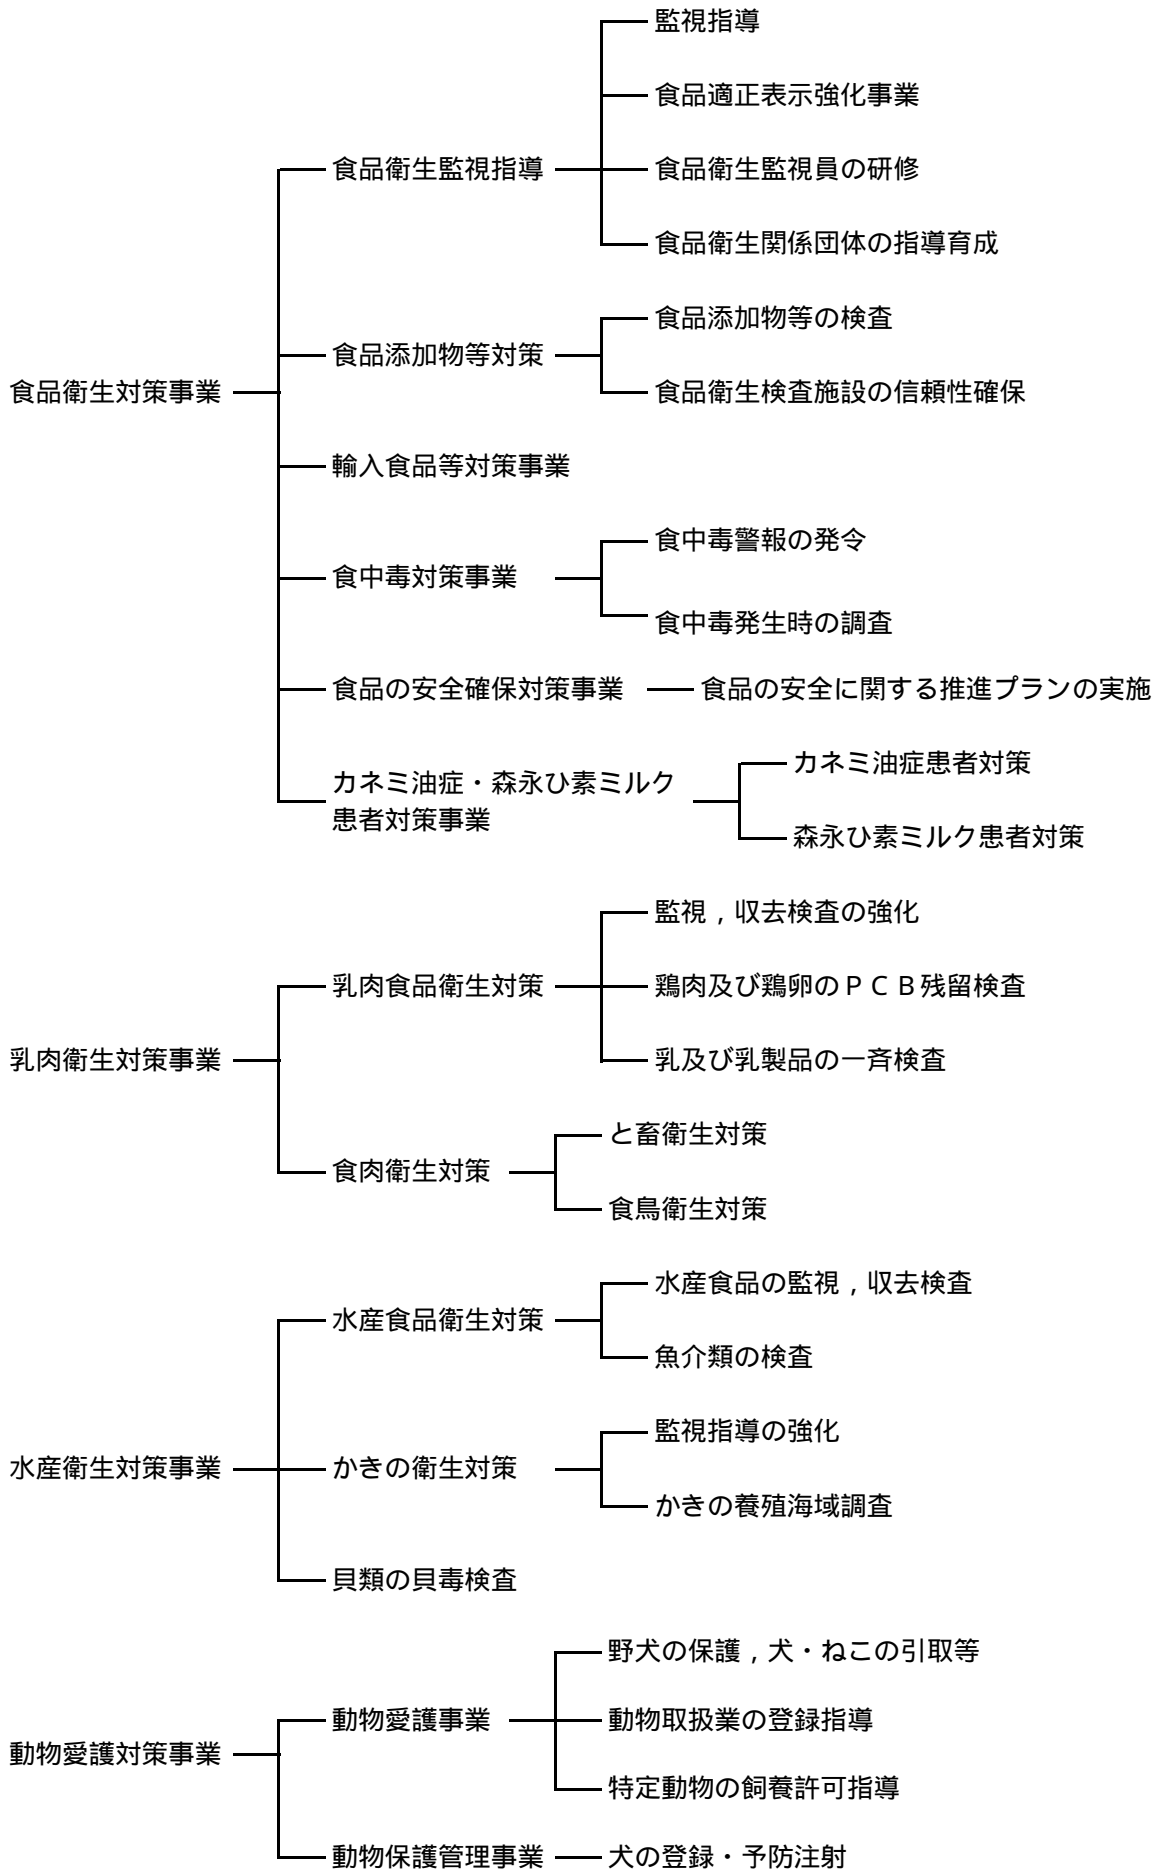 監視指導
食品適正表示強化事業
食品衛生監視指導
食品衛生監視員の研修
食品衛生関係団体の指導育成
食品添加物等の検査
食品添加物等対策
食品衛生対策事業
食品衛生検査施設の信頼性確保
輸入食品等対策事業
食中毒警報の発令
食中毒対策事業
食中毒発生時の調査
食品の安全確保対策事業
食品の安全に関する推進プランの実施
カネミ油症患者対策
カネミ油症・森永ひ素ミルク
患者対策事業
森永ひ素ミルク患者対策
監視，収去検査の強化
乳肉食品衛生対策
鶏肉及び鶏卵のＰＣＢ残留検査
乳肉衛生対策事業
乳及び乳製品の一斉検査
と畜衛生対策
食肉衛生対策
食鳥衛生対策
水産食品の監視，収去検査
水産食品衛生対策
魚介類の検査
監視指導の強化
水産衛生対策事業
かきの衛生対策
かきの養殖海域調査
貝類の貝毒検査
野犬の保護，犬・ねこの引取等
動物愛護事業
動物取扱業の登録指導
動物愛護対策事業
特定動物の飼養許可指導
動物保護管理事業
犬の登録・予防注射